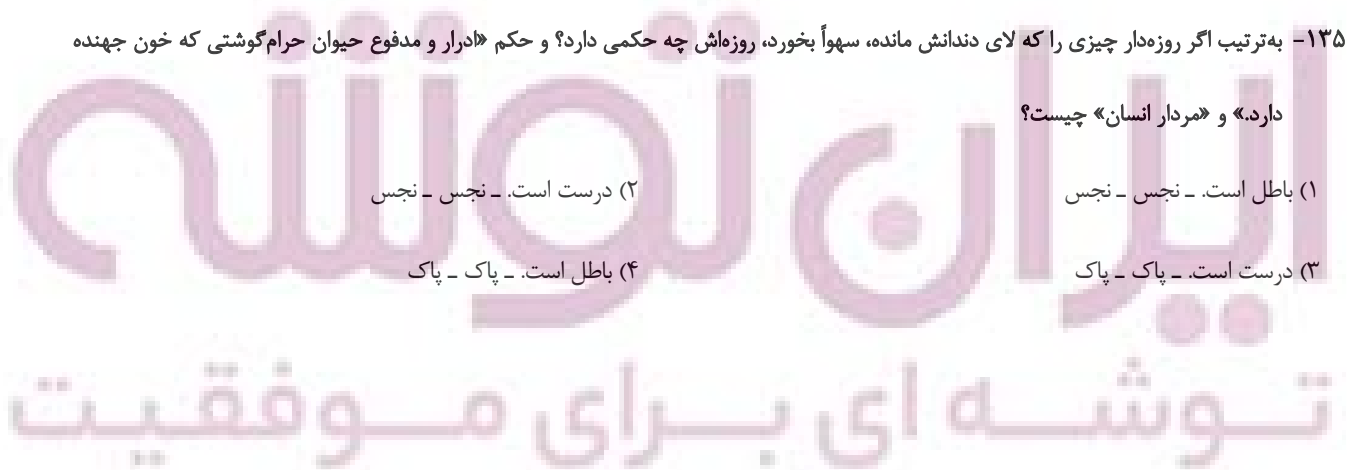 ۱۳۵- به‌ترتیب اگر روزه‌دار چیزی را که لای دندانش مانده، سهواً بخورد، روزه‌اش چه حکمی دارد؟ و حکم «ادرار و مدفوع حیوان حرام‌گوشتی که خون جهنده
دارد.» و «مردار انسان» چیست؟
۱) باطل است. ـ نجس ـ نجس
۲) درست است. ـ نجس ـ نجس
۳) درست است. ـ پاک ـ پاک
۴) باطل است. ـ پاک ـ پاک
ایران توشه
توشه ای برای موفقیت